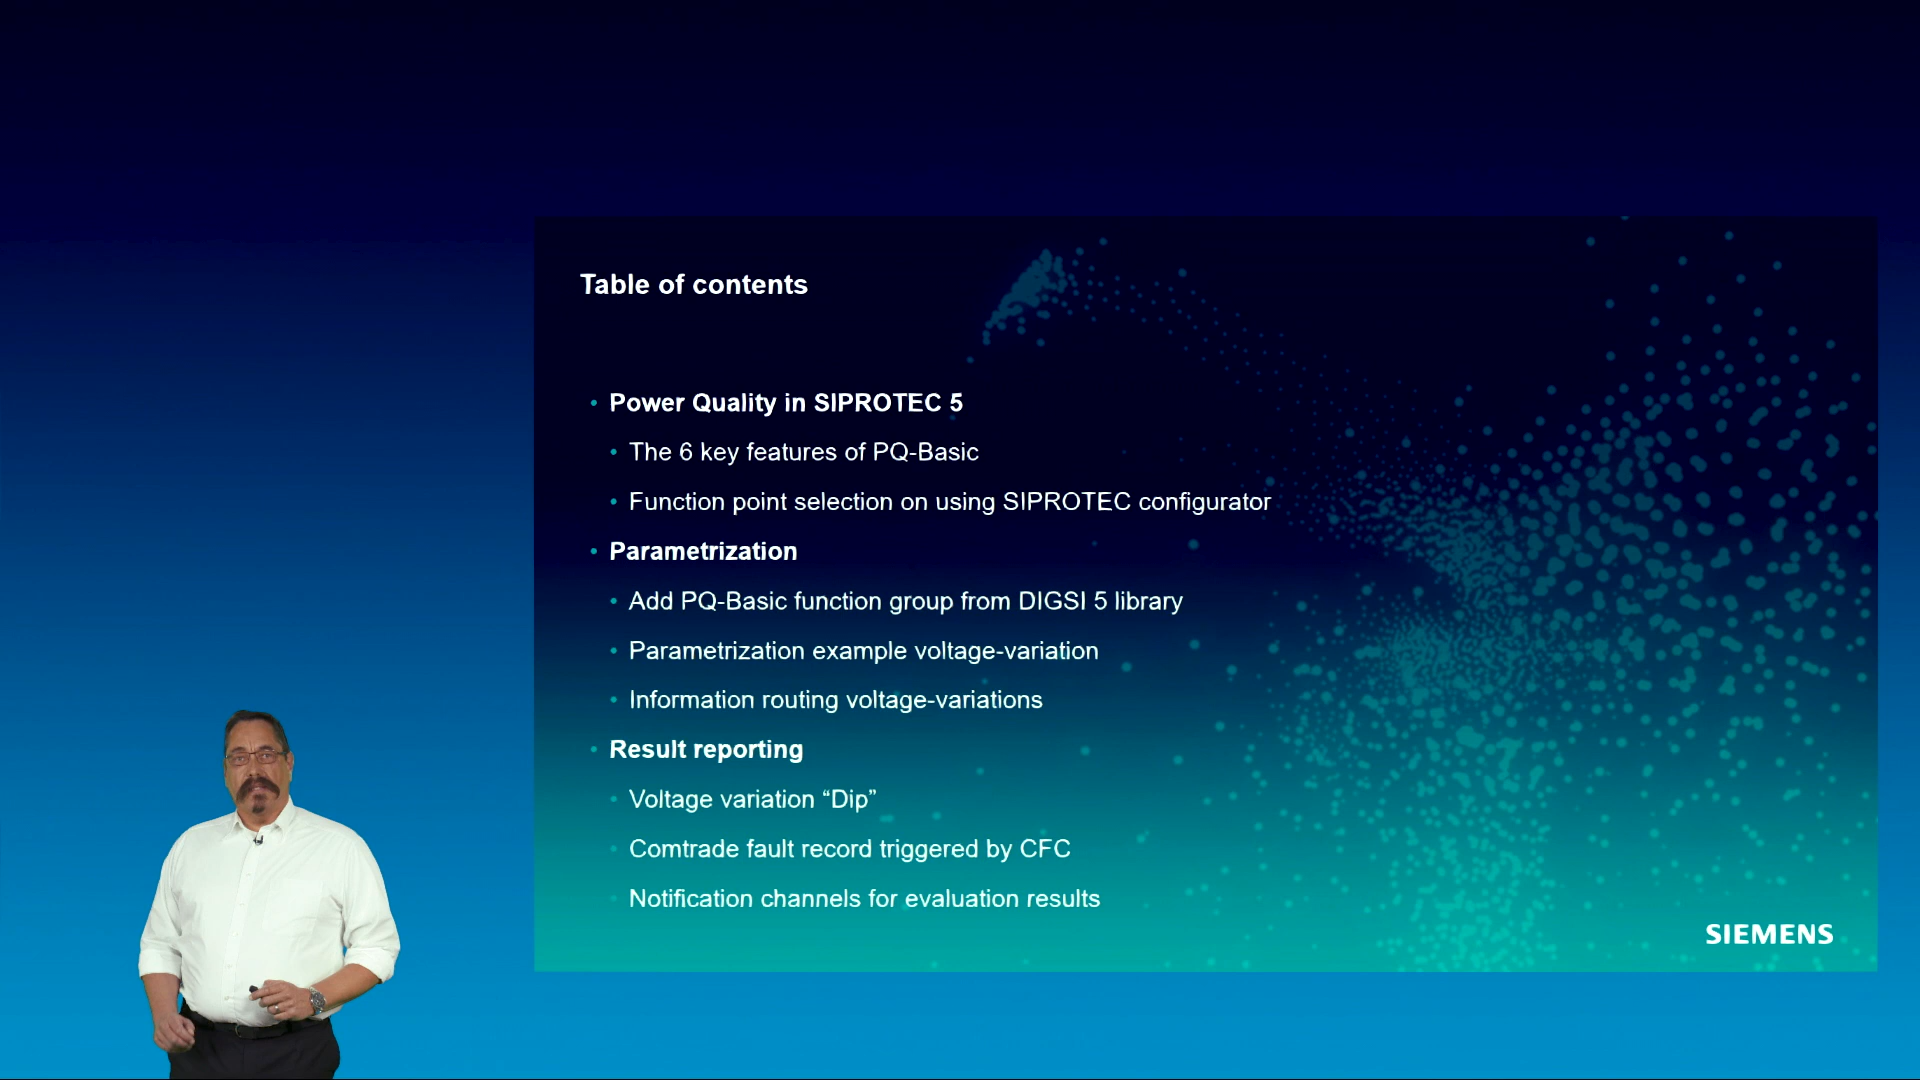 Table of contents
• Power Quality in SIPROTEC 5
• The 6 key features of PQ-Basic
• Function point selection on using SIPROTEC configurator
• Parametrization
• Add PQ-Basic function group from DIGSI 5 library
• Parametrization example voltage-variation
• Information routing voltage-variations
• Result reporting
• Voltage variation “Dip”
• Comtrade fault record triggered by CFC
• Notification channels for evaluation results
SIEMENS